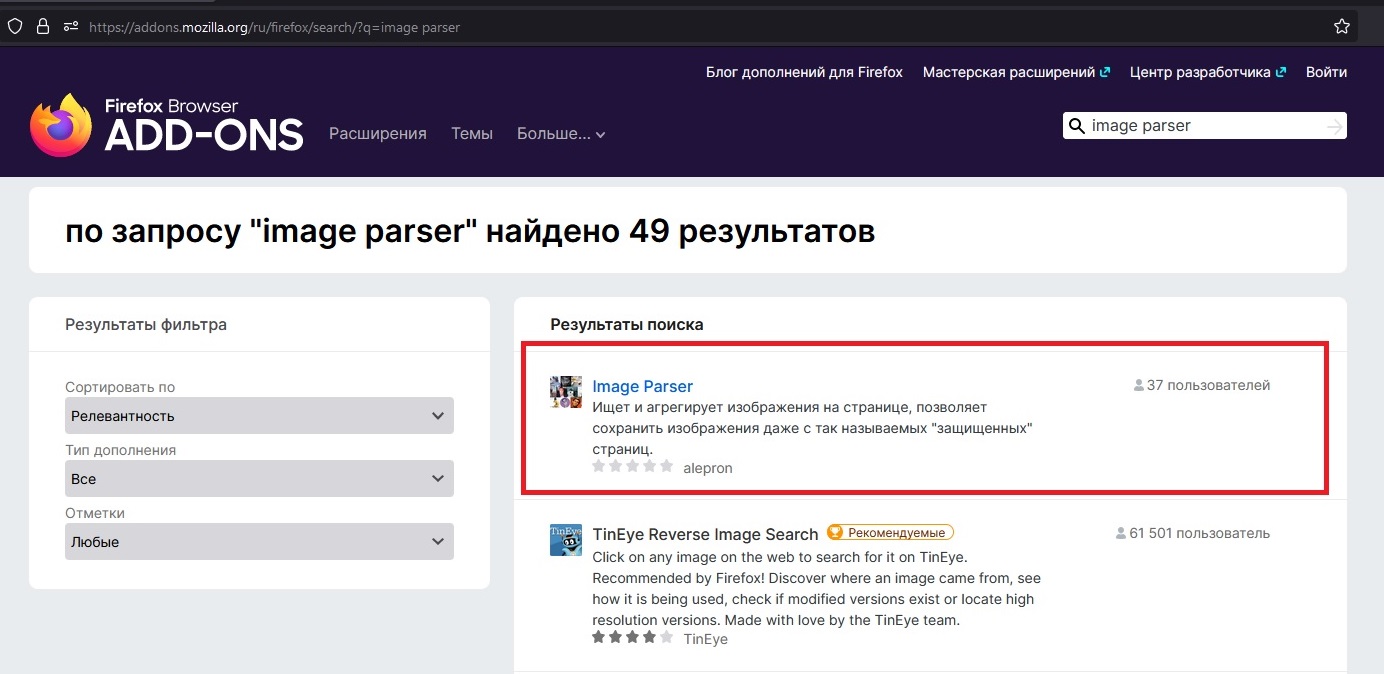 https://addons.mozilla.org/ru/firefox/search/?q=image parser
Блог дополнений для Firefox Мастерская расширений Центр разработчика Войти
Firefox Browser
ADD-ONS
Расширения Темы Больше...
image parser
по запросу "image parser" найдено 49 результатов
Результаты фильтра
Сортировать по
Релевантность
Тип дополнения
Все
Отметки
Любые
Результаты поиска
Image Parser
37 пользователей
Ищет и агрегирует изображения на странице, позволяет
сохранить изображения даже с так называемых "защищенных"
страниц.
alepron
TinEye
TinEye Reverse Image Search Рекомендуемые
61 501 пользователь
Click on any image on the web to search for it on TinEye.
Recommended by Firefox! Discover where an image came from, see
how it is being used, check if modified versions exist or locate high
resolution versions. Made with love by the TinEye team.
TinEye